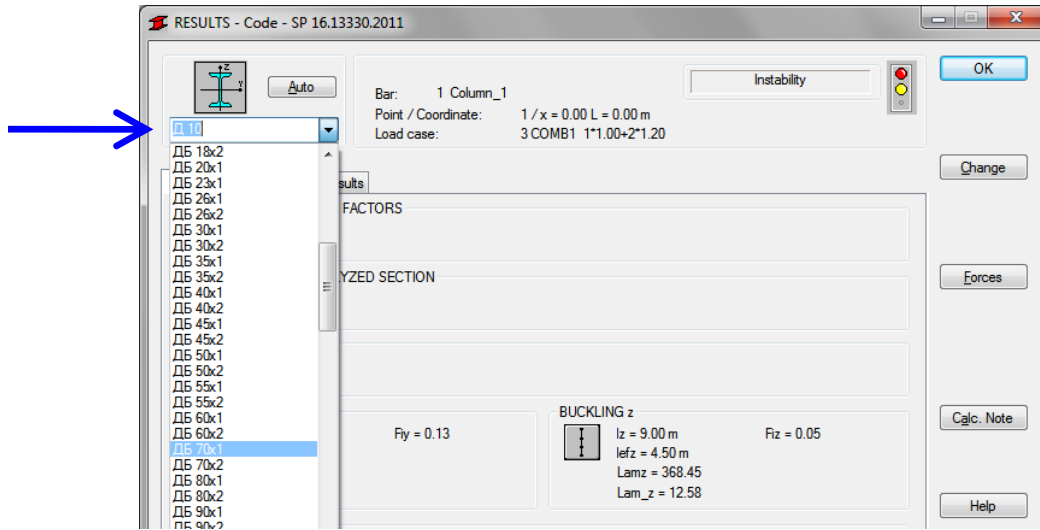 RESULTS - Code - SP 16.13330.2011
z
y
Auto
Bar: 1 Column_1
Point / Coordinate: 1 / x = 0.00 L = 0.00 m
Load case: 3 COMB1 1*1.00+2*1.20
Instability
OK
Change
Forces
Calc. Note
Help
Д 10
ДБ 18x2
ДБ 20x1
ДБ 23x1
ДБ 26x1
ДБ 26x2
ДБ 30x1
ДБ 30x2
ДБ 35x1
ДБ 35x2
ДБ 40x1
ДБ 40x2
ДБ 45x1
ДБ 45x2
ДБ 50x1
ДБ 50x2
ДБ 55x1
ДБ 55x2
ДБ 60x1
ДБ 60x2
ДБ 70x1
ДБ 70x2
ДБ 80x1
ДБ 80x2
ДБ 90x1
ДБ 90x2
sults
FACTORS
YZED SECTION
Fiy = 0.13
BUCKLING z
lz = 9.00 m
Fiz = 0.05
lefz = 4.50 m
Lamz = 368.45
Lam_z = 12.58